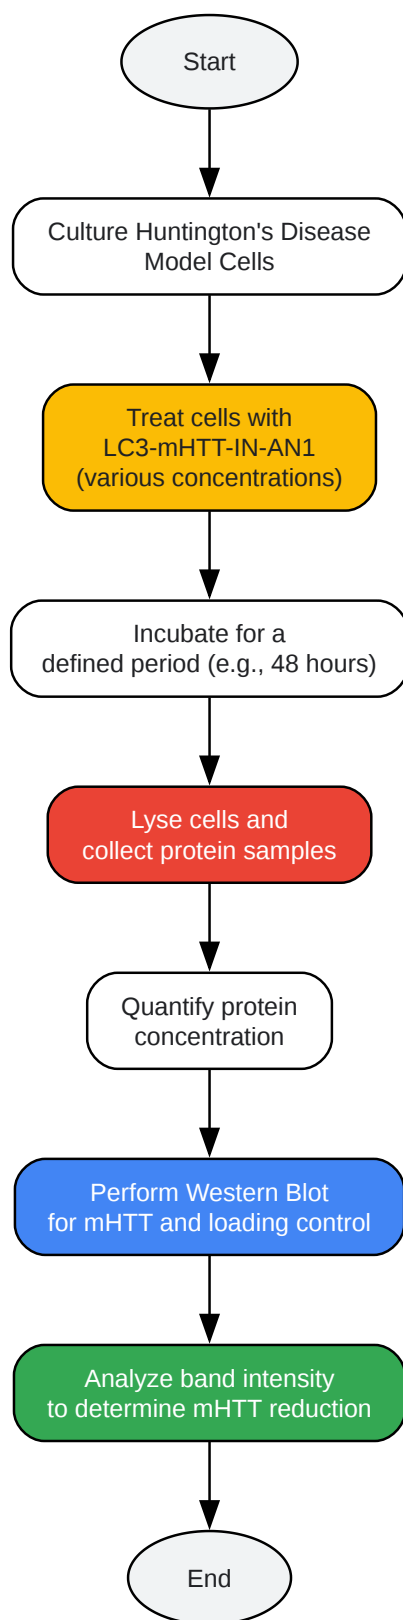 Start
Culture Huntington's Disease
Model Cells
Treat cells with
LC3-mHTT-IN-AN1
(various concentrations)
Incubate for a
defined period (e.g., 48 hours)
Lyse cells and
collect protein samples
Quantify protein
concentration
Perform Western Blot
for mHTT and loading control
Analyze band intensity
to determine mHTT reduction
End